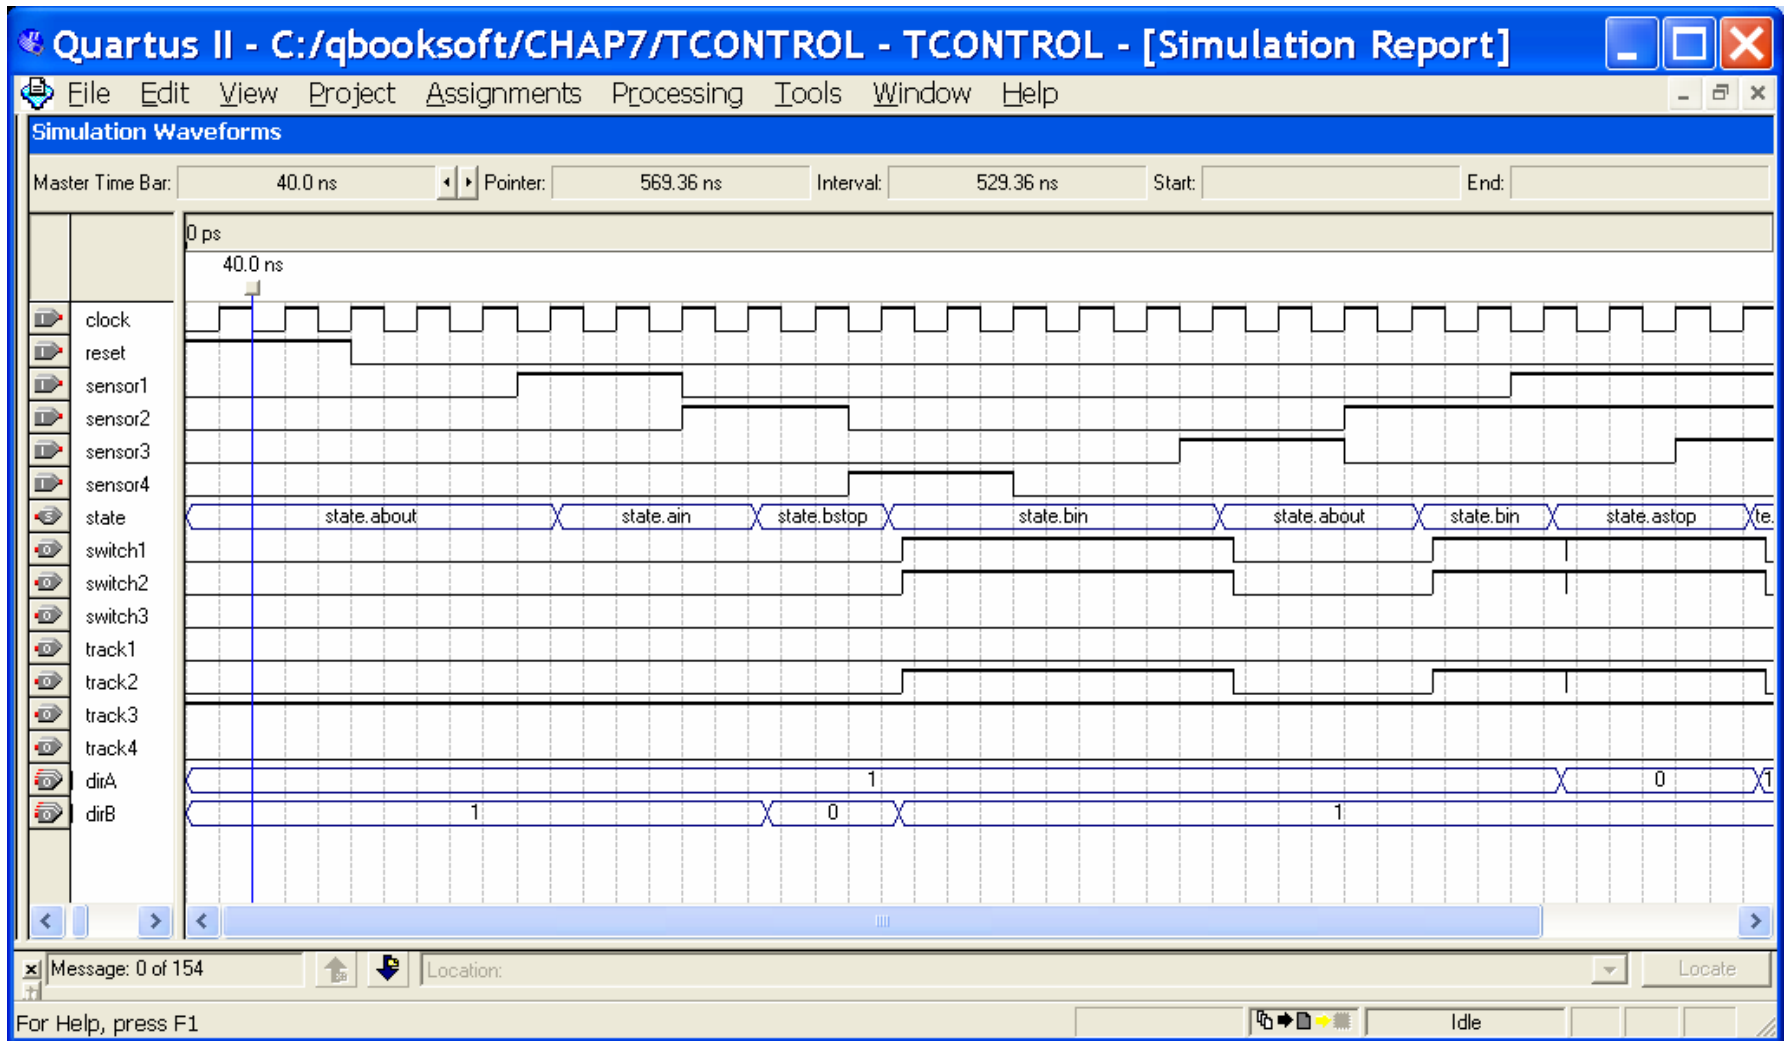 Quartus II - C:/qbooksoft/CHAP7/TCONTROL - TCONTROL - [Simulation Report]
File Edit View Project Assignments Processing Tools Window Help
Simulation Waveforms
Master Time Bar: 40.0 ns Pointer: 569.36 ns Interval: 529.36 ns Start: End:
0 ps
40.0 ns
clock
reset
sensor1
sensor2
sensor3
sensor4
state state.about state.ain state.bstop state.bin state.about state.bin state.astop te.
switch1
switch2
switch3
track1
track2
track3
track4
dirA 1 0 1
dirB 1 0 1
Message: 0 of 154 Location: Locate
For Help, press F1 Idle